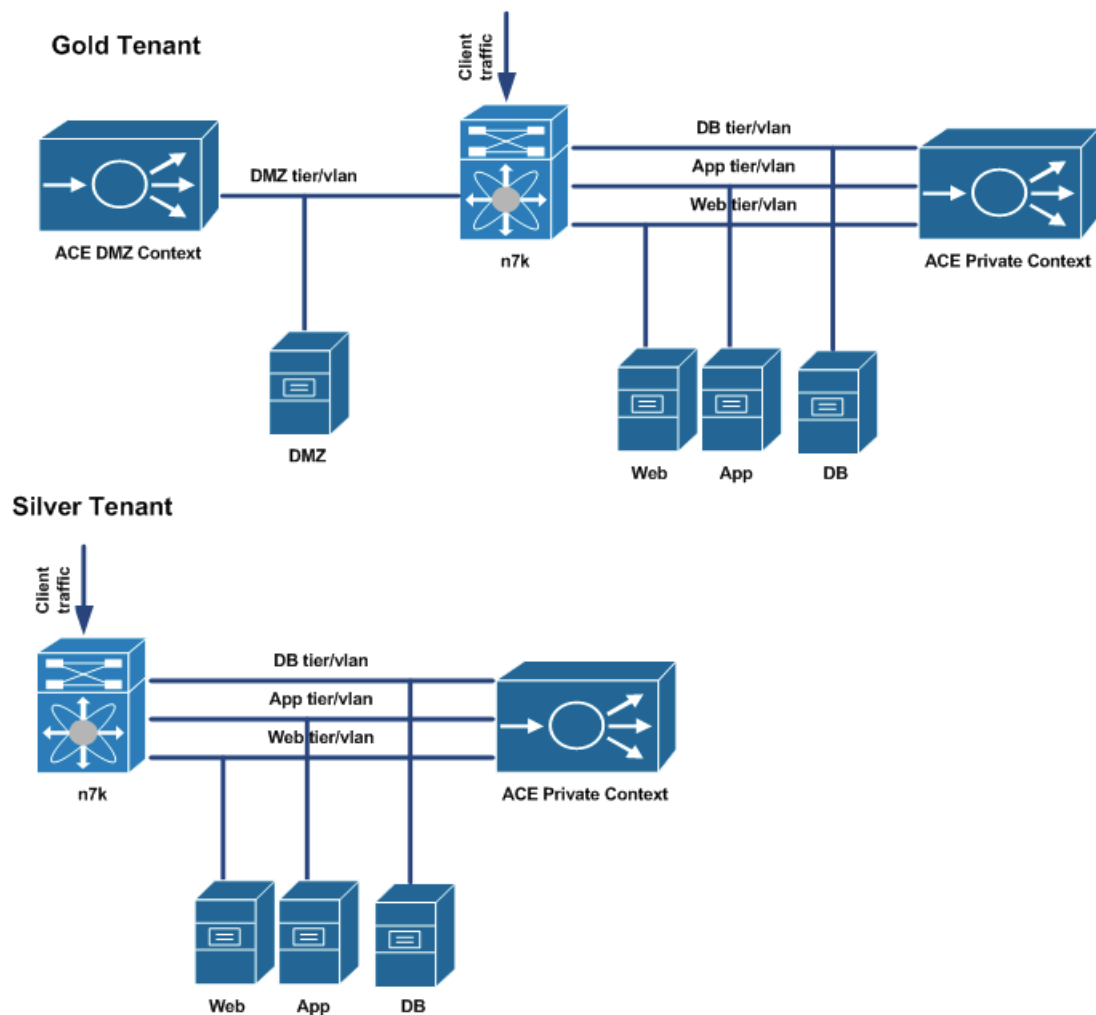 Gold Tenant
Client
traffic
DB tier/vlan
DMZ tier/vlan
App tier/vlan
Web tier/vlan
ACE DMZ Context
n7k
ACE Private Context
DMZ
Web
App
DB
Silver Tenant
Client
traffic
DB tier/vlan
App tier/vlan
Web tier/vlan
n7k
ACE Private Context
Web
App
DB